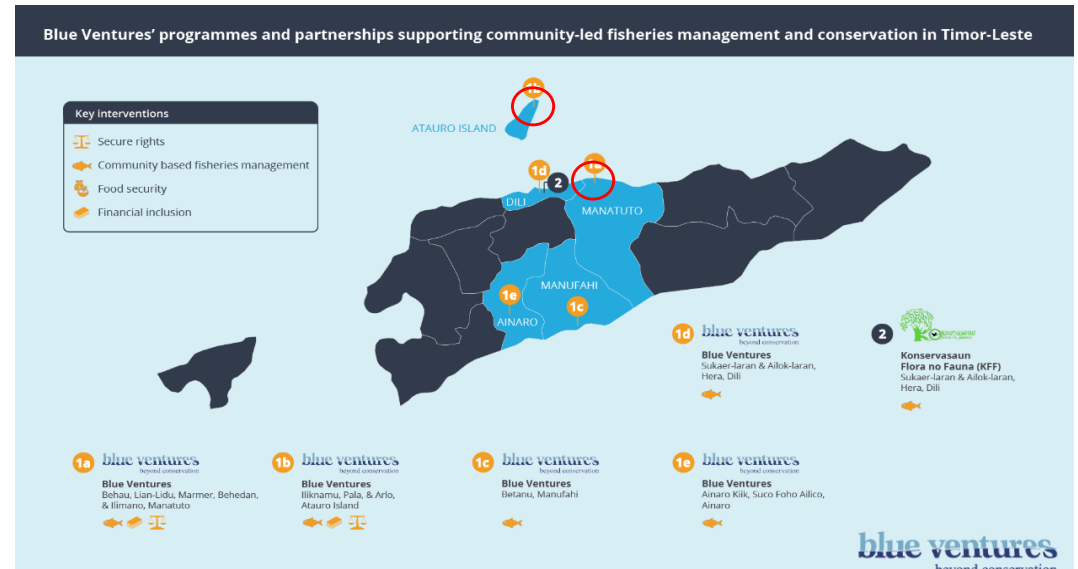 Blue Ventures’ programmes and partnerships supporting community-led fisheries management and conservation in Timor-Leste
Key interventions
Secure rights
Community based fisheries management
Food security
Financial inclusion
1b
ATAURO ISLAND
1d
2
DILI
MANATUTO
MANUFAHI
1e
1c
AINARO
1d
blue ventures
beyond conservation
Blue Ventures
Sukaer-laran & Ailok-laran,
Hera, Dili
2
Konservasaun
Flora no Fauna (KFF)
Sukaer-laran & Ailok-laran,
Hera, Dili
1a
blue ventures
beyond conservation
Blue Ventures
Behau, Lian-Lidu, Marmer, Behedan,
& Ilimano, Manatuto
1b
blue ventures
beyond conservation
Blue Ventures
Iliknamu, Pala, & Arlo,
Atauro Island
1c
blue ventures
beyond conservation
Blue Ventures
Betanu, Manufahi
1e
blue ventures
beyond conservation
Blue Ventures
Ainaro Kiik, Suco Foho Ailico,
Ainaro
blue ventures
beyond conservation